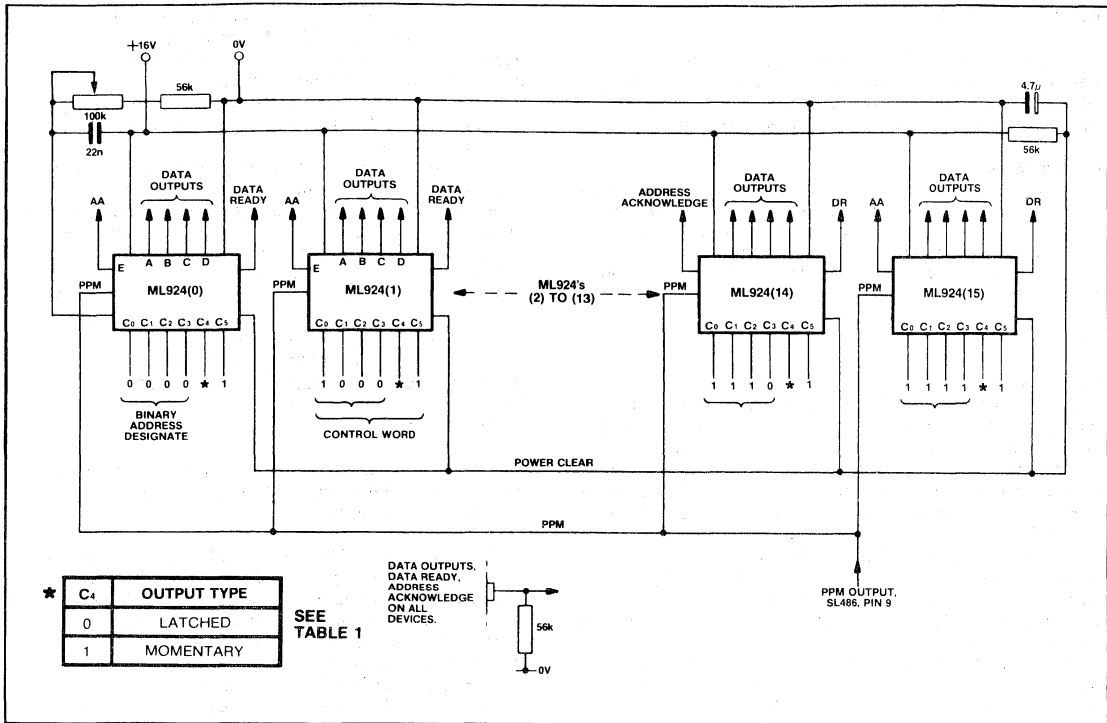 +16V
0V
56k
100k
22n
4.7µ
56k
AA
DATA
OUTPUTS
DATA
READY
AA
DATA
OUTPUTS
DATA
READY
ADDRESS
ACKNOWLEDGE
DATA
OUTPUTS
DR
AA
DATA
OUTPUTS
DR
E A B C D
PPM
ML924(0)
C0 C1 C2 C3 C4 C5
E A B C D
PPM
ML924(1)
C0 C1 C2 C3 C4 C5
ML924's
(2) TO (13)
PPM
ML924(14)
C0 C1 C2 C3 C4 C5
PPM
ML924(15)
C0 C1 C2 C3 C4 C5
0 0 0 0 * 1
1 0 0 0 * 1
1 1 1 0 * 1
1 1 1 1 * 1
BINARY
ADDRESS
DESIGNATE
CONTROL WORD
POWER CLEAR
PPM
PPM OUTPUT,
SL486, PIN 9
* C4 OUTPUT TYPE
0 LATCHED
1 MOMENTARY
SEE
TABLE 1
DATA OUTPUTS,
DATA READY,
ADDRESS
ACKNOWLEDGE
ON ALL
DEVICES.
56k
0V